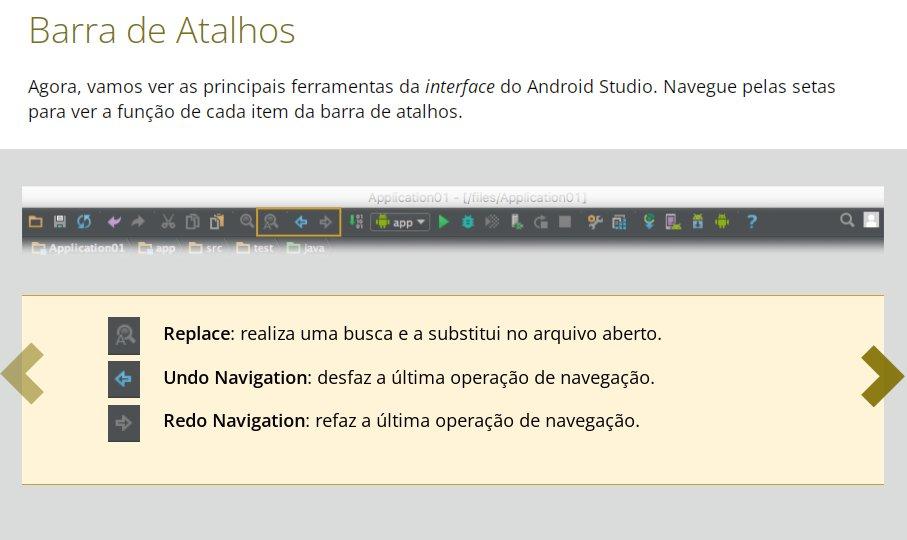 Barra de Atalhos
Agora, vamos ver as principais ferramentas da interface do Android Studio. Navegue pelas setas
para ver a função de cada item da barra de atalhos.
Application01 - [/files/Application01]
app
Application01 app src test java
Replace: realiza uma busca e a substitui no arquivo aberto.
Undo Navigation: desfaz a última operação de navegação.
Redo Navigation: refaz a última operação de navegação.